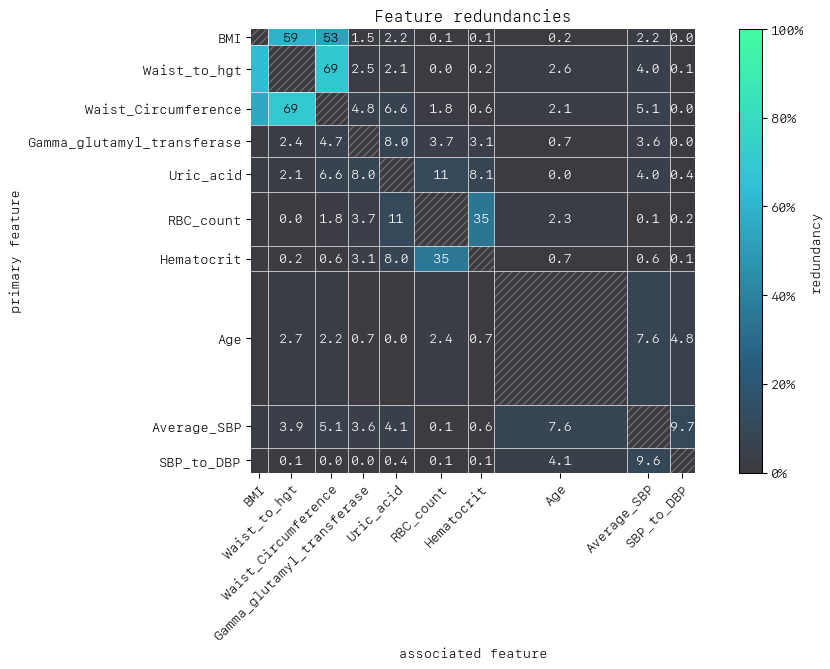 Feature redundancies
BMI 59 53 1.5 2.2 0.1 0.1 0.2 2.2 0.0
Waist_to_hgt 69 2.5 2.1 0.0 0.2 2.6 4.0 0.1
Waist_Circumference 69 4.8 6.6 1.8 0.6 2.1 5.1 0.0
Gamma_glutamyl_transferase 2.4 4.7 8.0 3.7 3.1 0.7 3.6 0.0
Uric_acid 2.1 6.6 8.0 11 8.1 0.0 4.0 0.4
RBC_count 0.0 1.8 3.7 11 35 2.3 0.1 0.2
Hematocrit 0.2 0.6 3.1 8.0 35 0.7 0.6 0.1
Age 2.7 2.2 0.7 0.0 2.4 0.7 7.6 4.8
Average_SBP 3.9 5.1 3.6 4.1 0.1 0.6 7.6 9.7
SBP_to_DBP 0.1 0.0 0.0 0.4 0.1 0.1 4.1 9.6
primary feature
BMI
Waist_to_hgt
Waist_Circumference
Gamma_glutamyl_transferase
Uric_acid
RBC_count
Hematocrit
Age
Average_SBP
SBP_to_DBP
associated feature
100%
80%
60%
40%
20%
0%
redundancy